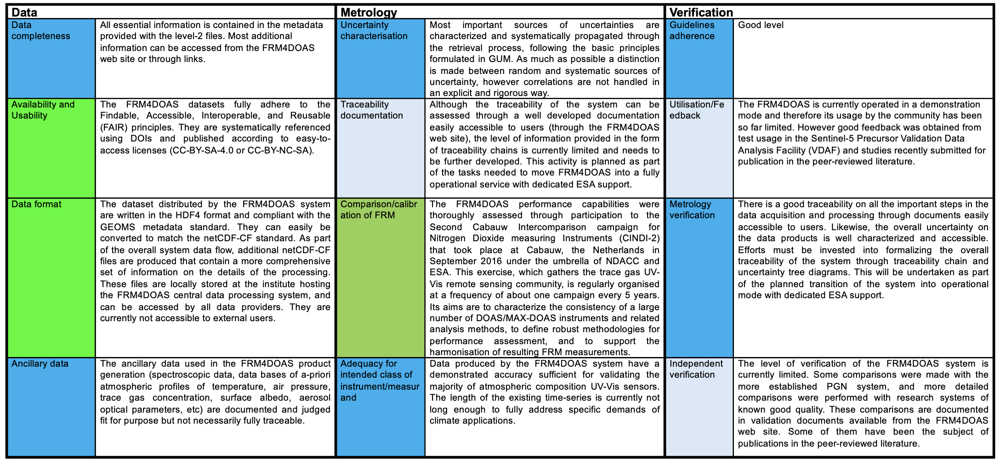 Data
Metrology
Verification
Data
completeness
All essential information is contained in the metadata
provided with the level-2 files. Most additional
information can be accessed from the FRM4DOAS
web site or through links.
Uncertainty
characterisation
Most important sources of uncertainties are
characterized and systematically propagated through
the retrieval process, following the basic principles
formulated in GUM. As much as possible a distinction
is made between random and systematic sources of
uncertainty, however correlations are not handled in
an explicit and rigorous way.
Guidelines
adherence
Good level
Availability and
Usability
The FRM4DOAS datasets fully adhere to the
Findable, Accessible, Interoperable, and Reusable
(FAIR) principles. They are systematically referenced
using DOIs and published according to easy-to-
access licenses (CC-BY-SA-4.0 or CC-BY-NC-SA).
Traceability
documentation
Although the traceability of the system can be
assessed through a well developed documentation
easily accessible to users (through the FRM4DOAS
web site), the level of information provided in the form
of traceability chains is currently limited and needs to
be further developed. This activity is planned as part
of the tasks needed to move FRM4DOAS into a fully
operational service with dedicated ESA support.
Utilisation/Fe
edback
The FRM4DOAS is currently operated in a demonstration
mode and therefore its usage by the community has been
so far limited. However good feedback was obtained from
test usage in the Sentinel-5 Precursor Validation Data
Analysis Facility (VDAF) and studies recently submitted for
publication in the peer-reviewed literature.
Data format
The dataset distributed by the FRM4DOAS system
are written in the HDF4 format and compliant with the
GEOMS metadata standard. They can easily be
converted to match the netCDF-CF standard. As part
of the overall system data flow, additional netCDF-CF
files are produced that contain a more comprehensive
set of information on the details of the processing.
These files are locally stored at the institute hosting
the FRM4DOAS central data processing system, and
can be accessed by all data providers. They are
currently not accessible to external users.
Comparison/calibr
ation of FRM
The FRM4DOAS performance capabilities were
thoroughly assessed through participation to the
Second Cabauw Intercomparison campaign for
Nitrogen Dioxide measuring Instruments (CINDI-2)
that took place at Cabauw, the Netherlands in
September 2016 under the umbrella of NDACC and
ESA. This exercise, which gathers the trace gas UV-
Vis remote sensing community, is regularly organised
at a frequency of about one campaign every 5 years.
Its aims are to characterize the consistency of a large
number of DOAS/MAX-DOAS instruments and related
analysis methods, to define robust methodologies for
performance assessment, and to support the
harmonisation of resulting FRM measurements.
Metrology
verification
There is a good traceability on all the important steps in the
data acquisition and processing through documents easily
accessible to users. Likewise, the overall uncertainty on
the data products is well characterized and accessible.
Efforts must be invested into formalizing the overall
traceability of the system through traceability chain and
uncertainty tree diagrams. This will be undertaken as part
of the planned transition of the system into operational
mode with dedicated ESA support.
Ancillary data
The ancillary data used in the FRM4DOAS product
generation (spectroscopic data, data bases of a-priori
atmospheric profiles of temperature, air pressure,
trace gas concentration, surface albedo, aerosol
optical parameters, etc) are documented and judged
fit for purpose but not necessarily fully traceable.
Adequacy for
intended class of
instrument/measur
and
Data produced by the FRM4DOAS system have a
demonstrated accuracy sufficient for validating the
majority of atmospheric composition UV-Vis sensors.
The length of the existing time-series is currently not
long enough to fully address specific demands of
climate applications.
Independent
verification
The level of verification of the FRM4DOAS system is
currently limited. Some comparisons were made with the
more established PGN system, and more detailed
comparisons were performed with research systems of
known good quality. These comparisons are documented
in validation documents available from the FRM4DOAS
web site. Some of them have been the subject of
publications in the peer-reviewed literature.